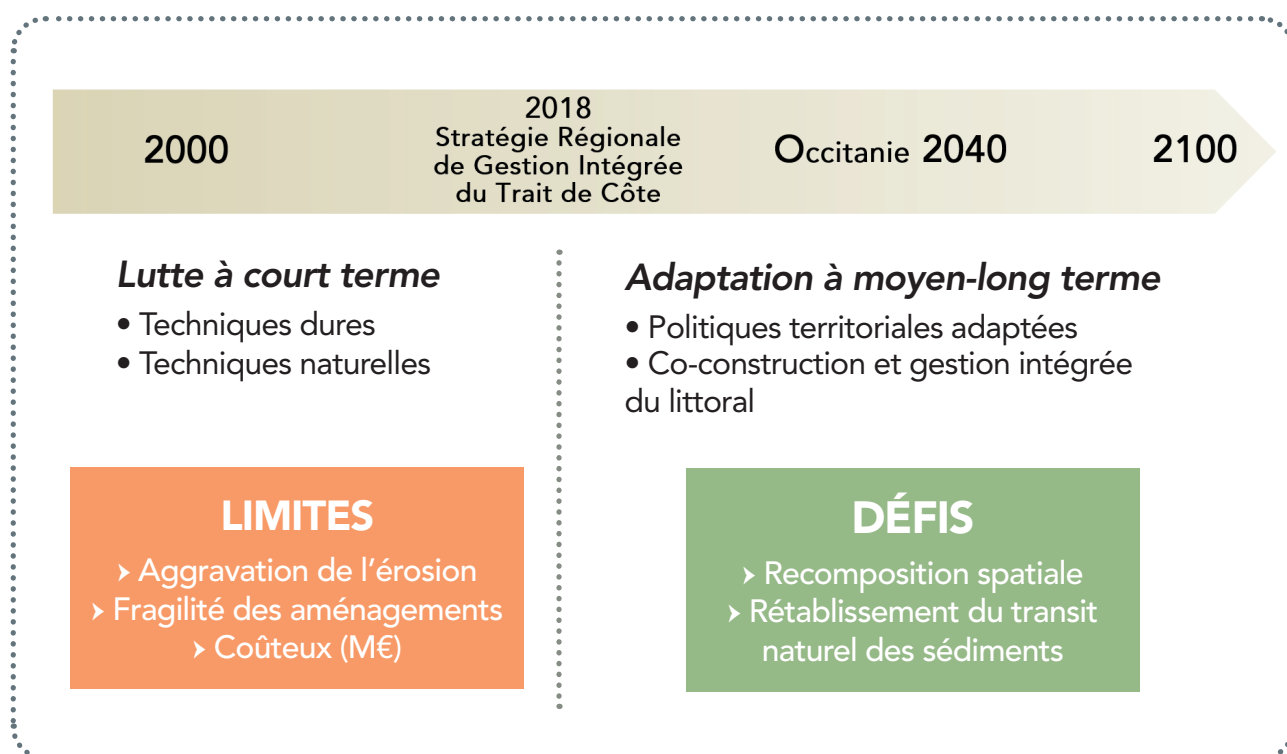 2000
2018
Stratégie Régionale
de Gestion Intégrée
du Trait de Côte
Occitanie 2040
2100
Lutte à court terme
• Techniques dures
• Techniques naturelles
Adaptation à moyen-long terme
• Politiques territoriales adaptées
• Co-construction et gestion intégrée
du littoral
LIMITES
› Aggravation de l'érosion
› Fragilité des aménagements
› Coûteux (M€)
DÉFIS
› Recomposition spatiale
› Rétablissement du transit
naturel des sédiments